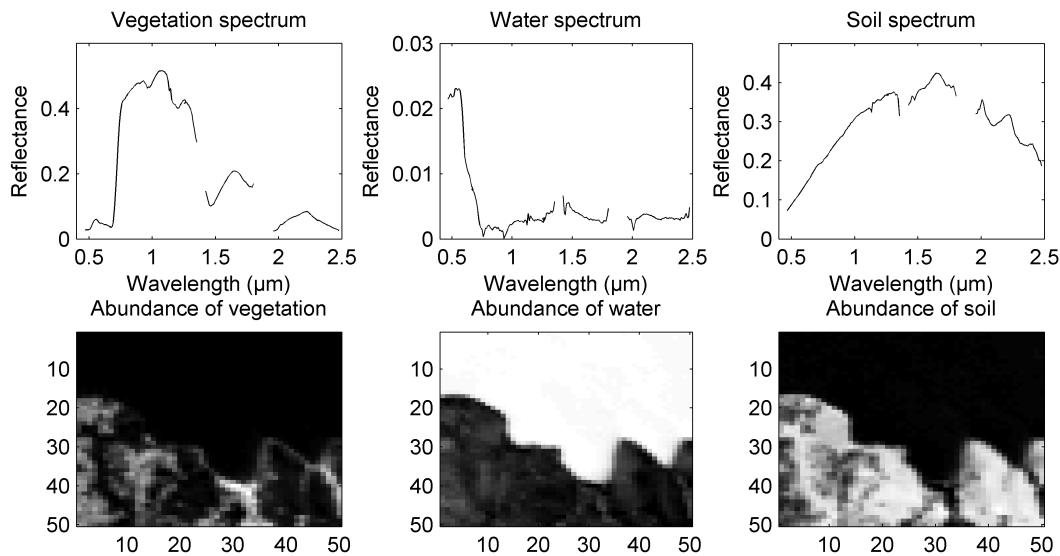 Vegetation spectrum
Water spectrum
Soil spectrum
Reflectance
0.4
0.2
0
0.5 1 1.5 2 2.5
Wavelength (µm)
Reflectance
0.03
0.02
0.01
0
0.5 1 1.5 2 2.5
Wavelength (µm)
Reflectance
0.4
0.3
0.2
0.1
0
0.5 1 1.5 2 2.5
Wavelength (µm)
Abundance of vegetation
10
20
30
40
50
10 20 30 40 50
Abundance of water
10
20
30
40
50
10 20 30 40 50
Abundance of soil
10
20
30
40
50
10 20 30 40 50